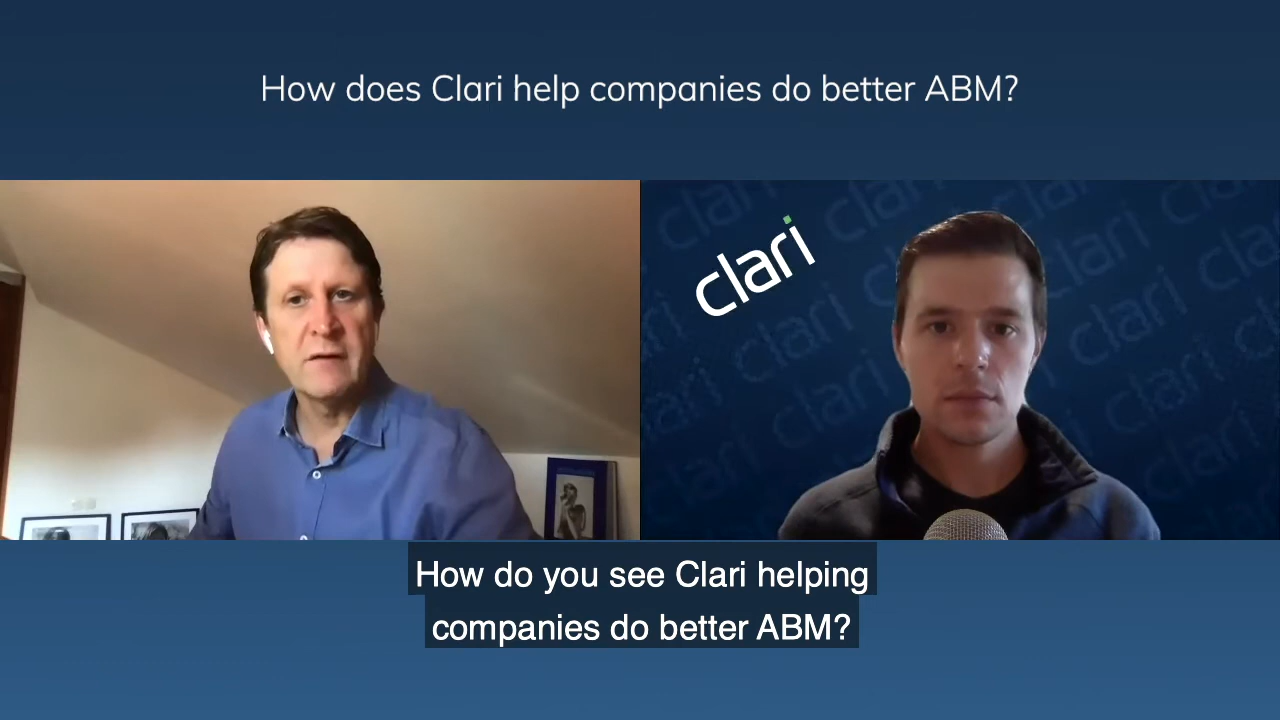 How does Clari help companies do better ABM?
clari
How do you see Clari helping
companies do better ABM?